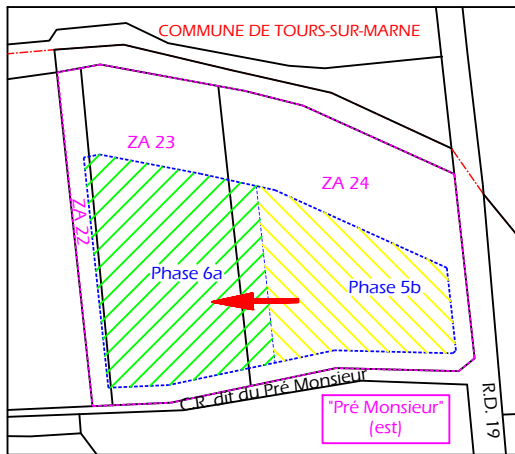 COMMUNE DE TOURS-SUR-MARNE
ZA 23
ZA 24
ZA 22
Phase 6a
Phase 5b
C.R. dit du Pré Monsieur
"Pré Monsieur"
(est)
R.D. 19